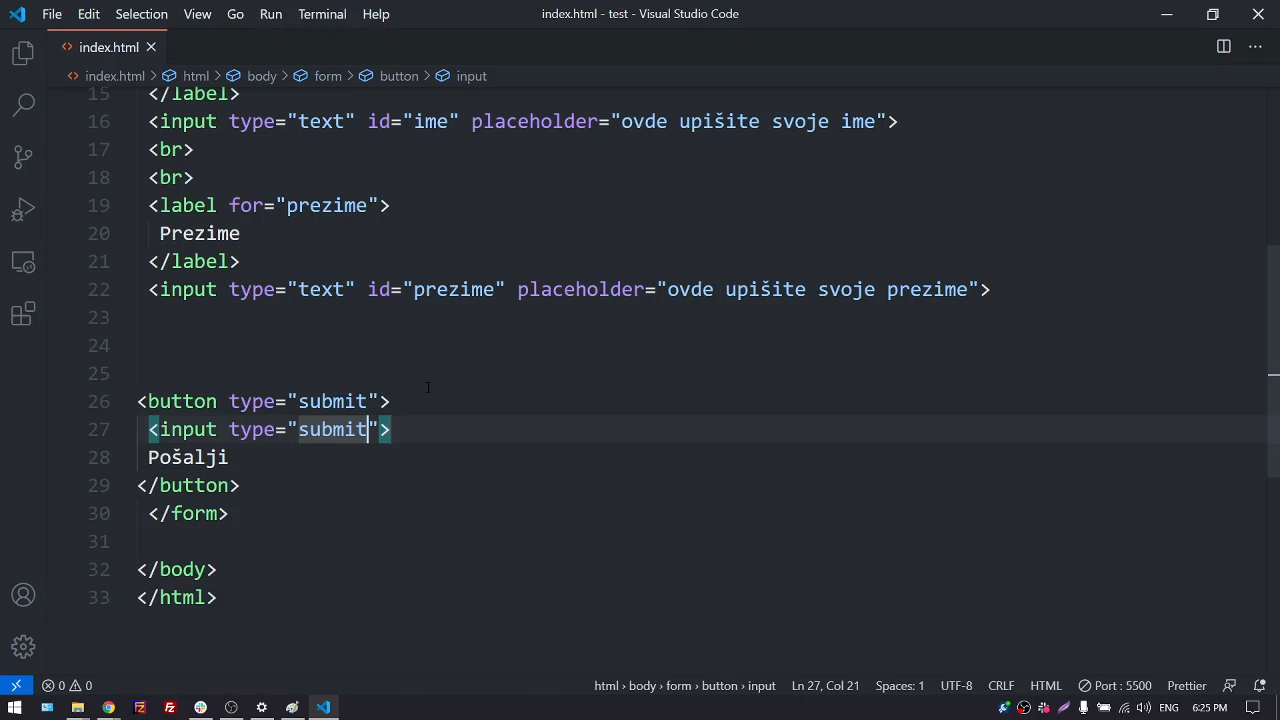 File Edit Selection View Go Run Terminal Help
index.html - test - Visual Studio Code
<> index.html ×
<> index.html > html > body > form > button > input
15 </label>
16 <input type="text" id="ime" placeholder="ovde upišite svoje ime">
17 <br>
18 <br>
19 <label for="prezime">
20 Prezime
21 </label>
22 <input type="text" id="prezime" placeholder="ovde upišite svoje prezime">
23
24
25
26 <button type="submit">
27 <input type="submit">
28 Pošalji
29 </button>
30 </form>
31
32 </body>
33 </html>
0 0 html › body › form › button › input Ln 27, Col 21 Spaces: 1 UTF-8 CRLF HTML Port : 5500 Prettier
ENG 6:25 PM